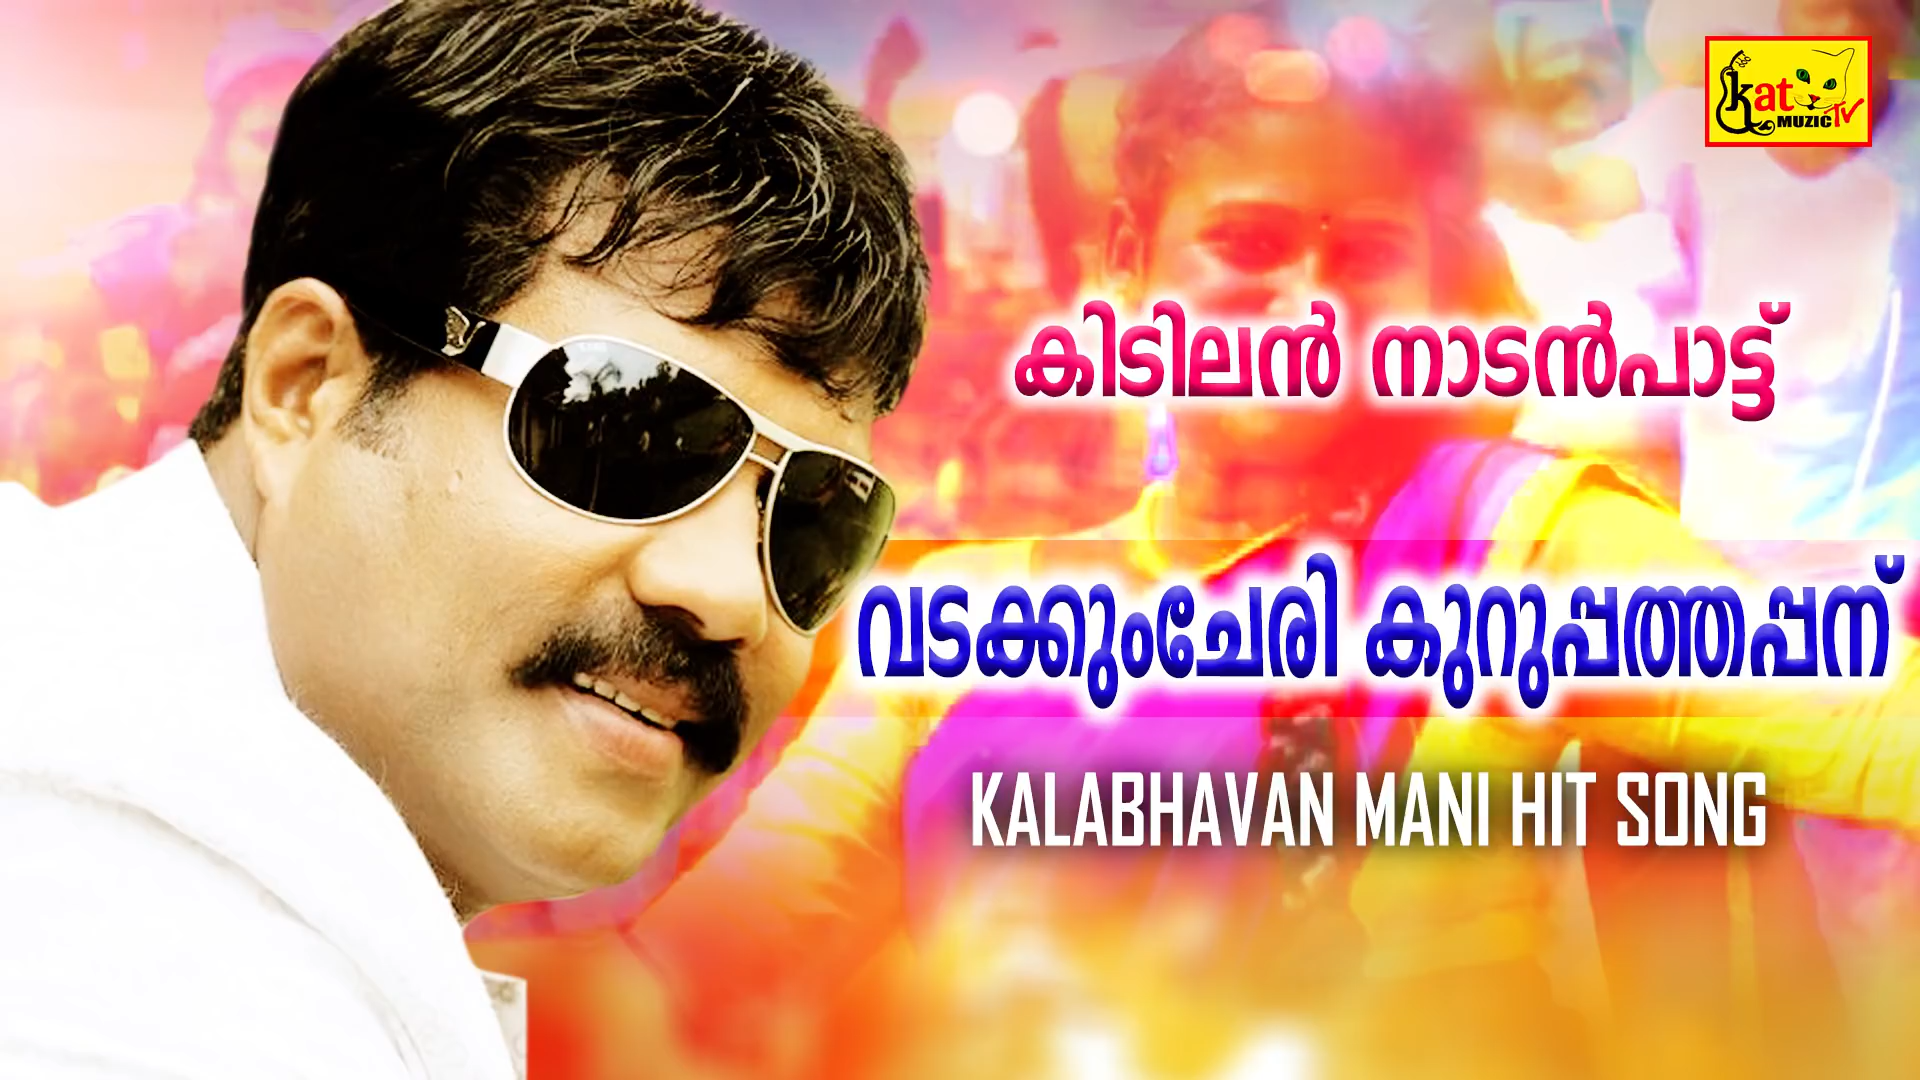 kat
MUZIC TV
കിടിലൻ നാടൻപാട്ട്
വടക്കുംചേരി കുറുപ്പത്തപ്പന്
KALABHAVAN MANI HIT SONG